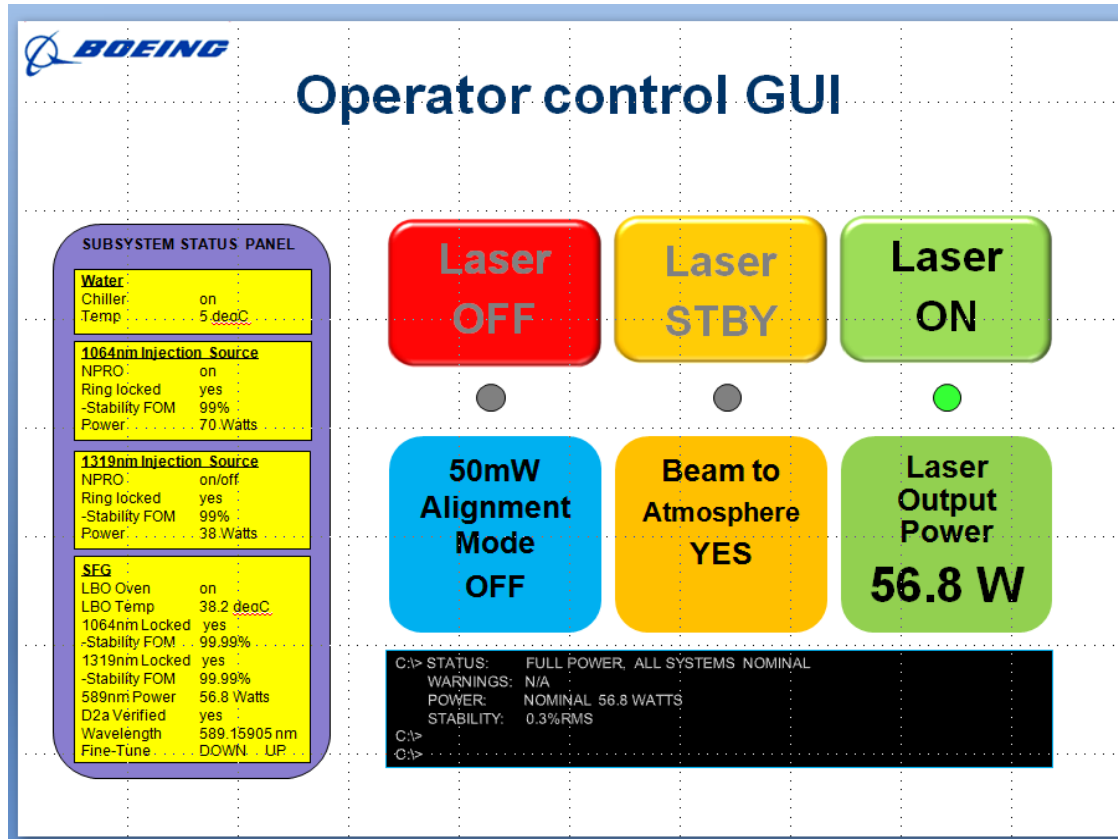 BOEING
Operator control GUI
SUBSYSTEM STATUS PANEL
Water
Chiller on
Temp 5 degC
1064nm Injection Source
NPRO on
Ring locked yes
-Stability FOM 99%
Power 70 Watts
1319nm Injection Source
NPRO on/off
Ring locked yes
-Stability FOM 99%
Power 38 Watts
SFG
LBO Oven on
LBO Temp 38.2 degC
1064nm Locked yes
-Stability FOM 99.99%
1319nm Locked yes
-Stability FOM 99.99%
589nm Power 56.8 Watts
D2a Verified yes
Wavelength 589.15905 nm
Fine-Tune DOWN UP
Laser
OFF
Laser
STBY
Laser
ON
50mW
Alignment
Mode
OFF
Beam to
Atmosphere
YES
Laser
Output
Power
56.8 W
C:\> STATUS: FULL POWER, ALL SYSTEMS NOMINAL
WARNINGS: N/A
POWER: NOMINAL 56.8 WATTS
STABILITY: 0.3%RMS
C:\>
C:\>